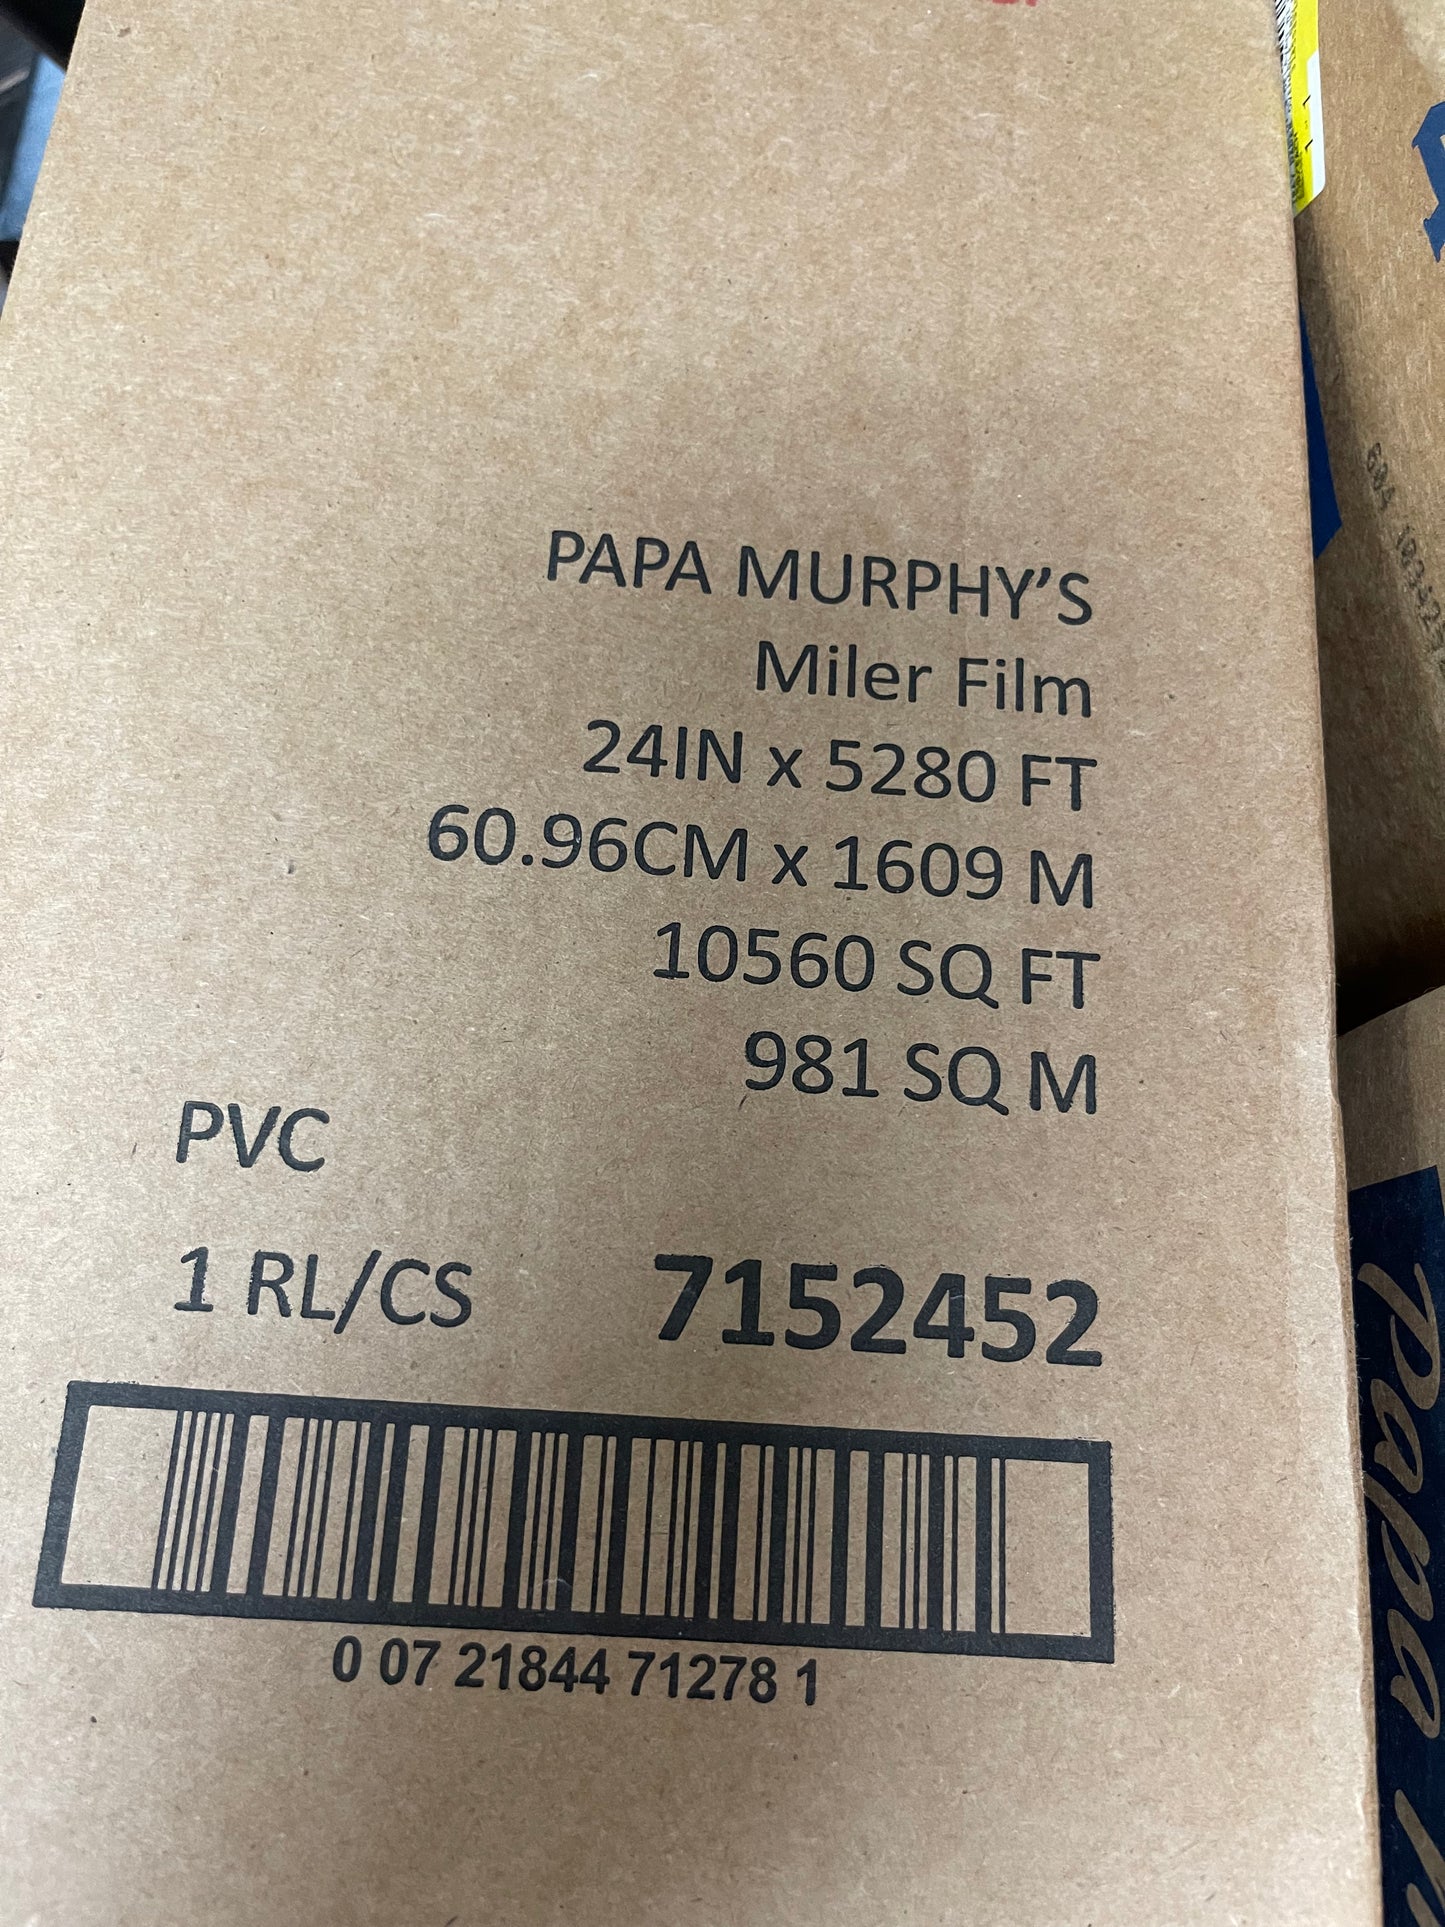 PAPA MURPHY'S
Miler Film
24IN x 5280 FT
60.96CM x 1609 M
10560 SQ FT
981 SQ M
PVC
1 RL/CS 7152452
0 07 21844 71278 1
papa